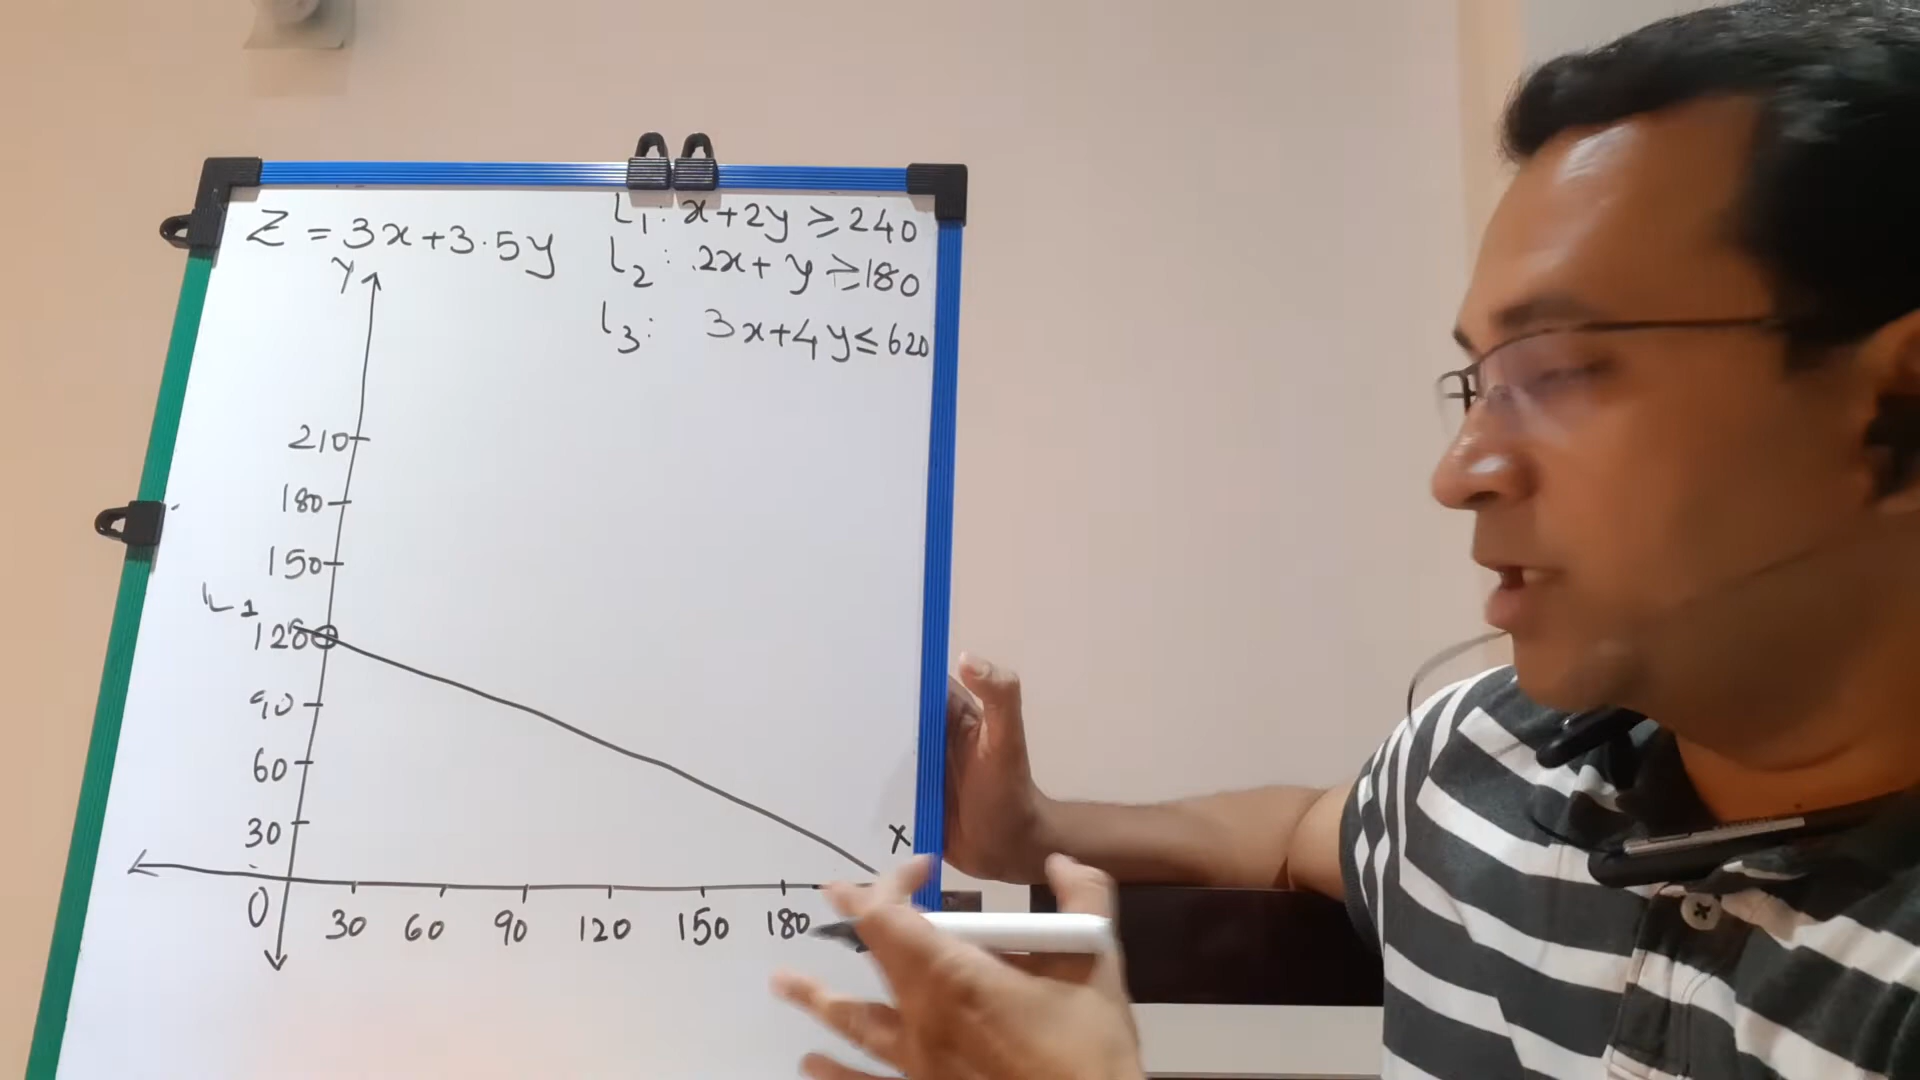 Z = 3x+3.5y
L1: x+2y ≥ 240
L2: 2x+ y ≥180
L3: 3x+4y ≤ 620
Y
210
180
150
L1
120
90
60
30
X
0 30 60 90 120 150 180